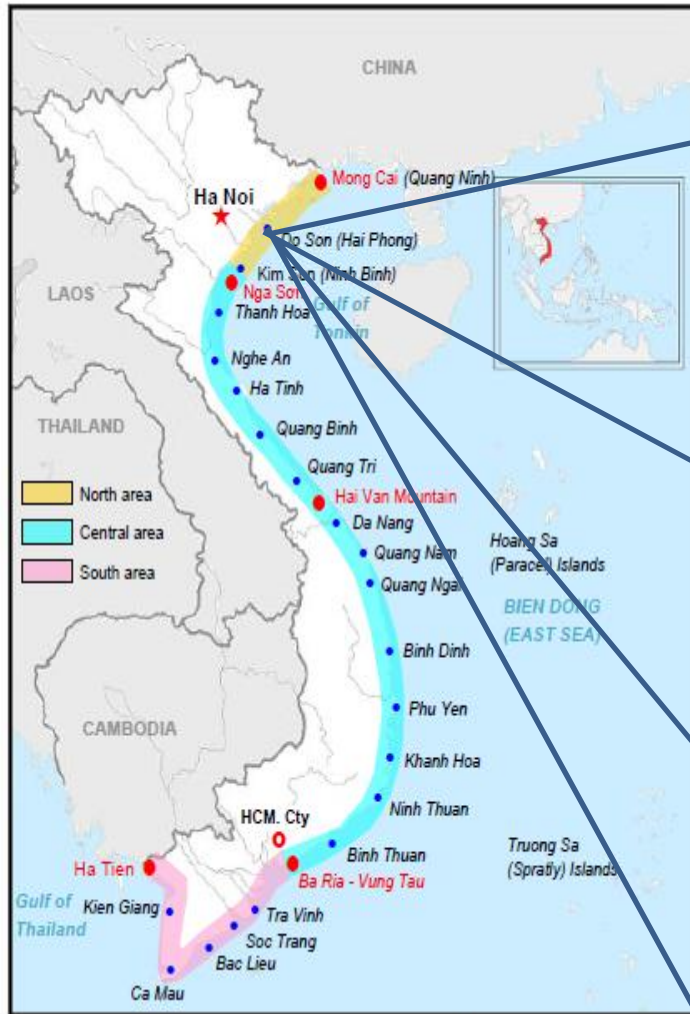 CHINA
Mong Cai (Quang Ninh)
Ha Noi
Do Son (Hai Phong)
Kim Son (Ninh Binh)
LAOS
Nga Sơn
Gulf of
Tonkin
Thanh Hoa
Nghe An
Ha Tinh
THAILAND
Quang Binh
Quang Tri
North area
Hai Van Mountain
Central area
Da Nang
South area
Quang Nam
Hoang Sa
(Paracel) Islands
Quang Ngai
BIEN DONG
(EAST SEA)
Binh Dinh
CAMBODIA
Phu Yen
Khanh Hoa
Ninh Thuan
HCM. Cty
Binh Thuan
Truong Sa
(Spratly) Islands
Ha Tien
Ba Ria - Vung Tau
Gulf of
Thailand
Kien Giang
Tra Vinh
Soc Trang
Bac Lieu
Ca Mau